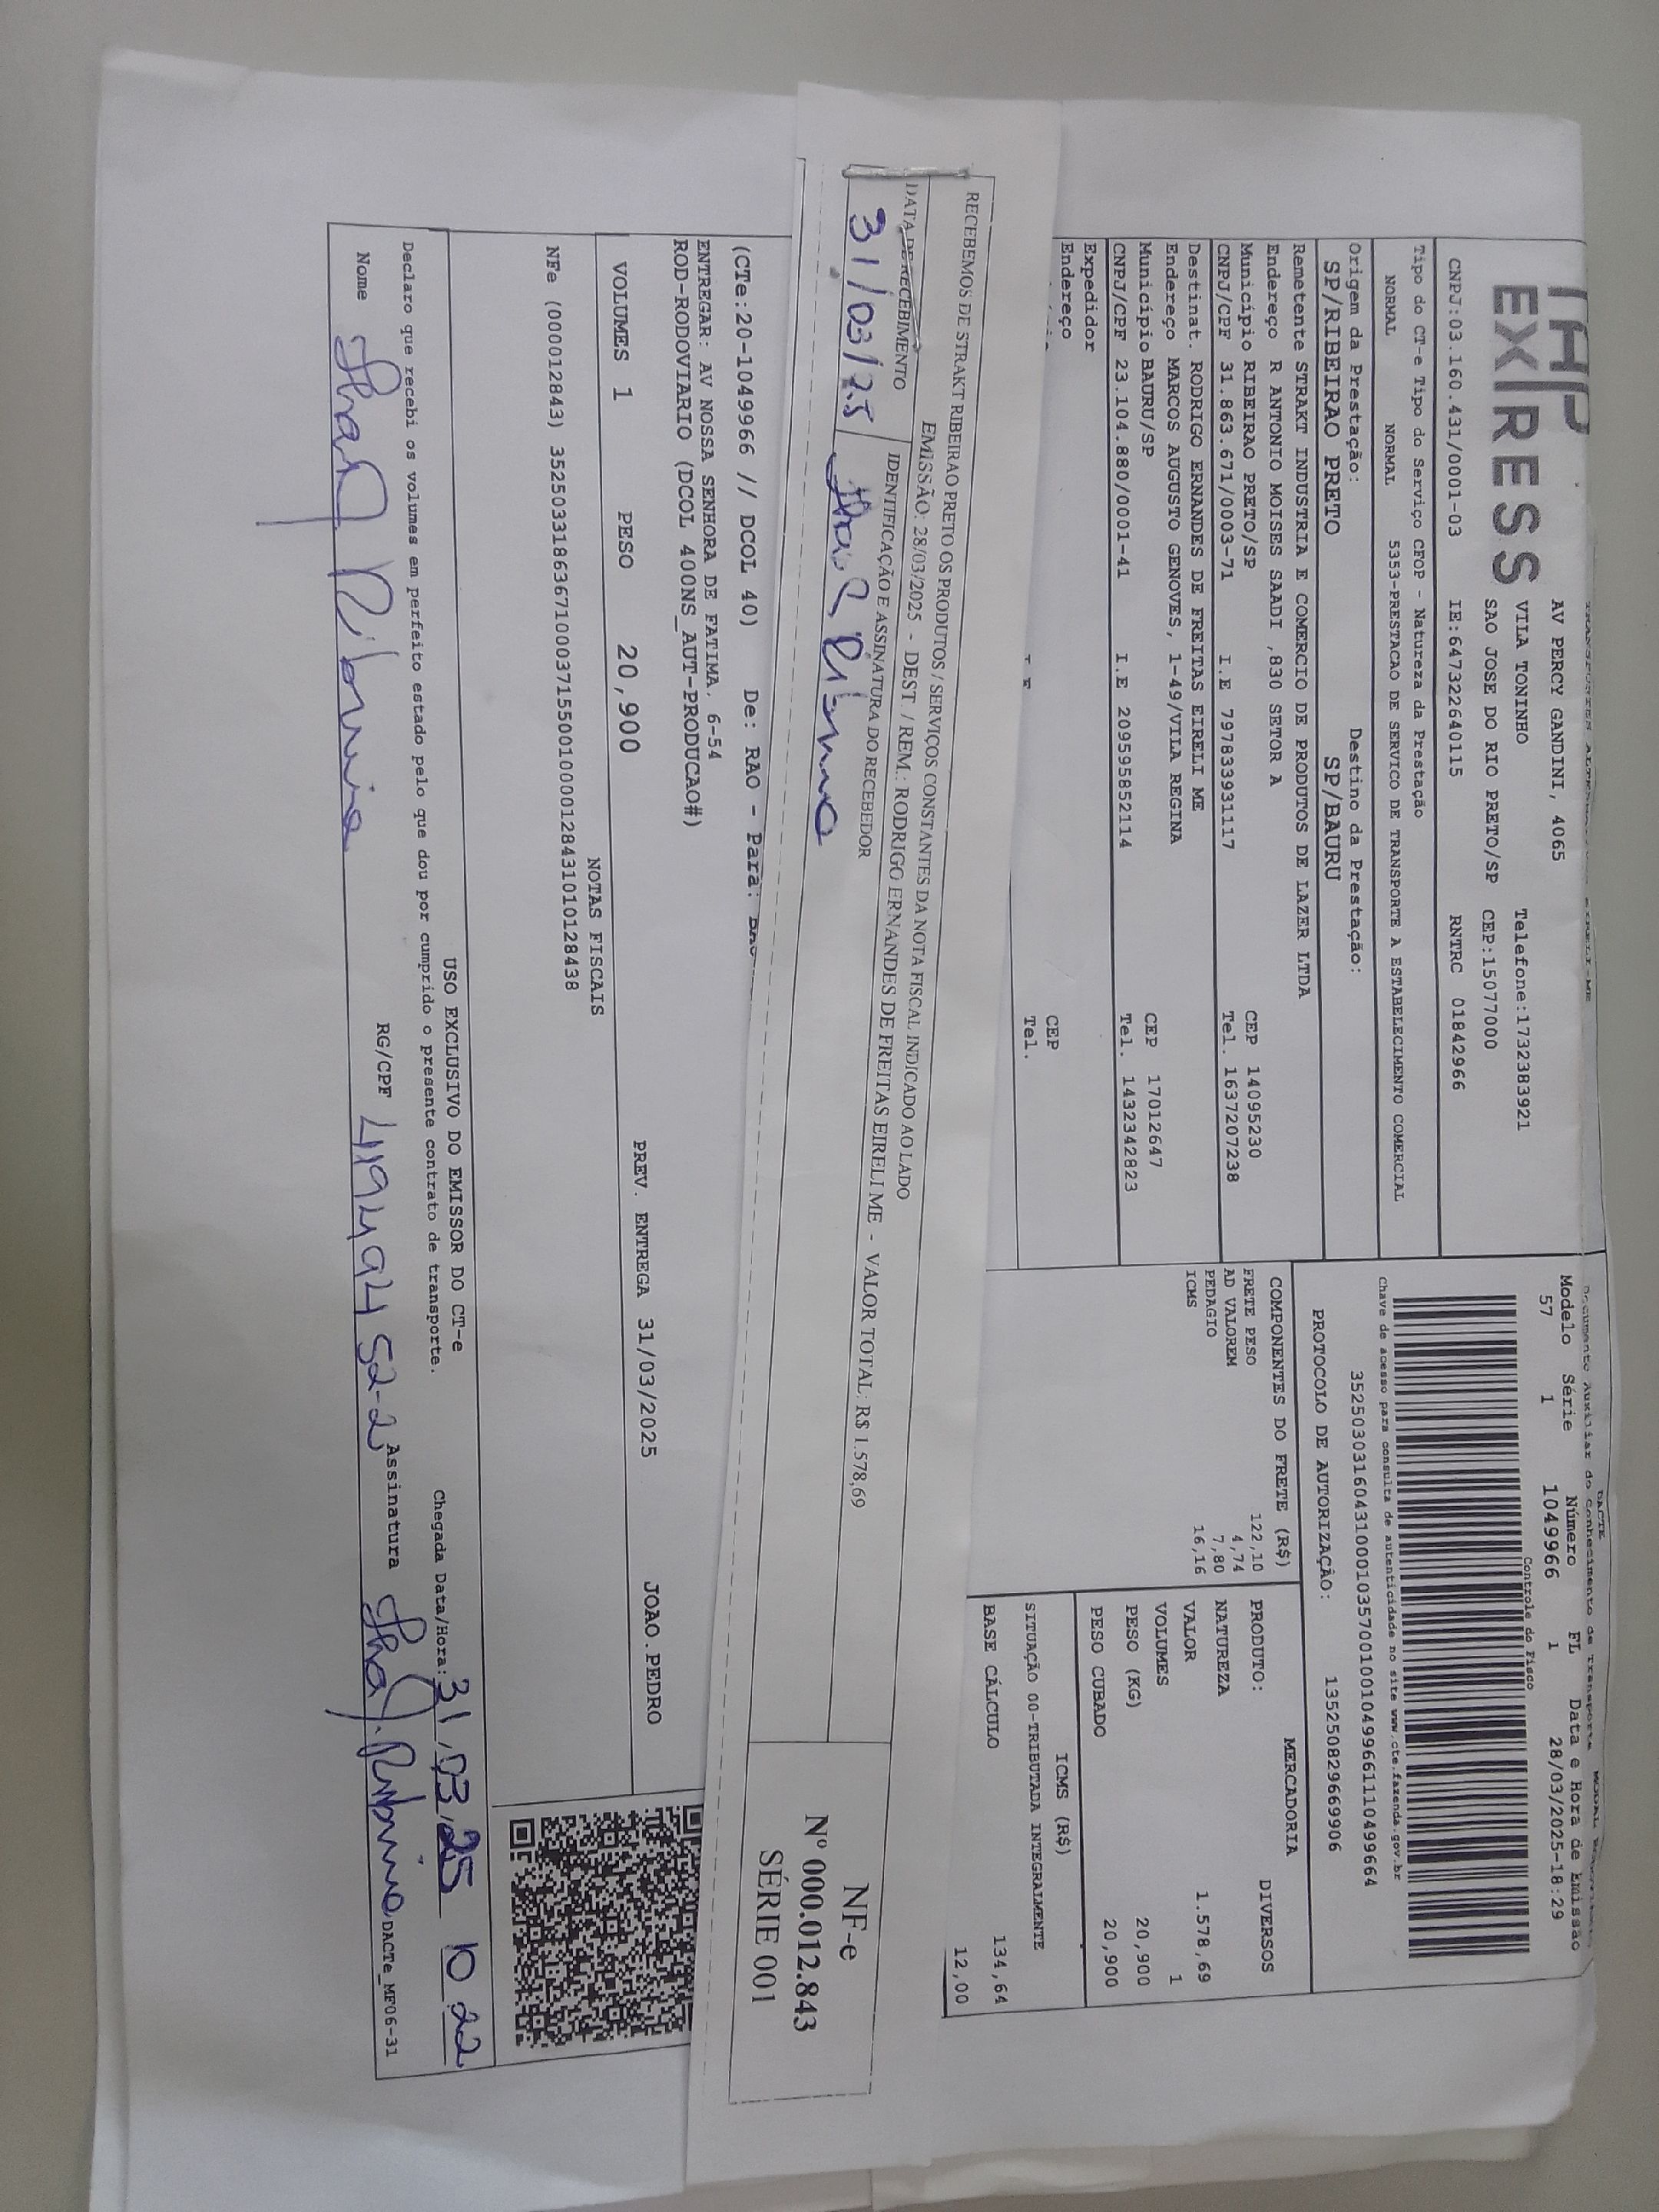 EXPRESS
AV PERCY GANDINI, 4065
VILA TONINHO Telefone:1732383921
SAO JOSE DO RIO PRETO/SP CEP:15077000
CNPJ:03.160.431/0001-03 IE:647322640115 RNTRC 01842966
Tipo do CT-e Tipo do Serviço CFOP - Natureza da Prestação
NORMAL NORMAL 5353-PRESTACAO DE SERVICO DE TRANSPORTE A ESTABELECIMENTO COMERCIAL
Origem da Prestação: Destino da Prestação:
SP/RIBEIRAO PRETO SP/BAURU
Remetente STRAKT INDUSTRIA E COMERCIO DE PRODUTOS DE LAZER LTDA
Endereço R ANTONIO MOISES SAADI ,830 SETOR A
Município RIBEIRAO PRETO/SP CEP 14095230
CNPJ/CPF 31.863.671/0003-71 I.E 797833931117 Tel. 1637207238
Destinat. RODRIGO ERNANDES DE FREITAS EIRELI ME
Endereço MARCOS AUGUSTO GENOVES, 1-49/VILA REGINA
Município BAURU/SP CEP 17012647
CNPJ/CPF 23.104.880/0001-41 I.E 209595852114 Tel. 1432342823
Expedidor
Endereço CEP
Tel.
DACTE
Documento Auxiliar do Conhecimento de Transporte
Modelo Série Número FL Data e Hora de Emissão
57 1 1049966 1 28/03/2025-18:29
Controle do Fisco
Chave de acesso para consulta de autenticidade no site www.cte.fazenda.gov.br
35250303160431000103570010010499661110499664
PROTOCOLO DE AUTORIZAÇÃO: 135250829669906
COMPONENTES DO FRETE (R$)
FRETE PESO 122,10
AD VALOREM 4,74
PEDAGIO 7,80
ICMS 16,16
MERCADORIA
PRODUTO: DIVERSOS
NATUREZA
VALOR 1.578,69
VOLUMES 1
PESO (KG) 20,900
PESO CUBADO 20,900
ICMS (R$)
SITUAÇÃO 00-TRIBUTADA INTEGRALMENTE
BASE CÁLCULO 134,64
12,00
RECEBEMOS DE STRAKT RIBEIRAO PRETO OS PRODUTOS / SERVIÇOS CONSTANTES DA NOTA FISCAL INDICADO AO LADO
EMISSÃO: 28/03/2025 - DEST. / REM.: RODRIGO ERNANDES DE FREITAS EIRELI ME - VALOR TOTAL: R$ 1.578,69
DATA DE RECEBIMENTO IDENTIFICAÇÃO E ASSINATURA DO RECEBEDOR
31/03/25
NF-e
Nº 000.012.843
SÉRIE 001
(CTe:20-1049966 // DCOL 40) De: RAO - Para:
ENTREGAR: AV NOSSA SENHORA DE FATIMA, 6-54
ROD-RODOVIARIO (DCOL 400NS_AUT-PRODUCAO#)
VOLUMES 1 PESO 20,900 PREV. ENTREGA 31/03/2025 JOAO.PEDRO
NOTAS FISCAIS
NFe (000012843) 35250331863671000371550010000128431010128438
USO EXCLUSIVO DO EMISSOR DO CT-e
Declaro que recebi os volumes em perfeito estado pelo que dou por cumprido o presente contrato de transporte.
Chegada Data/Hora: 31 03 25 10 22
Nome RG/CPF 41949452-2 Assinatura
DACTe_MF06-31